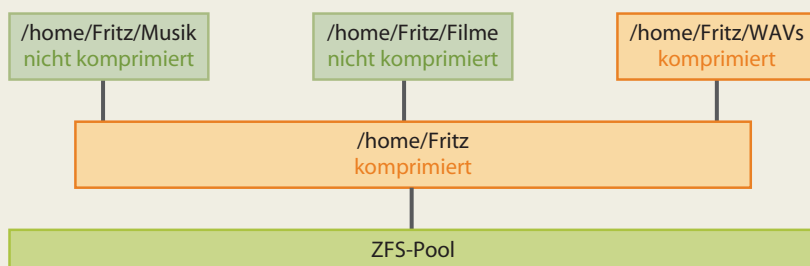 /home/Fritz/Musik
nicht komprimiert
/home/Fritz/Filme
nicht komprimiert
/home/Fritz/WAVs
komprimiert
/home/Fritz
komprimiert
ZFS-Pool